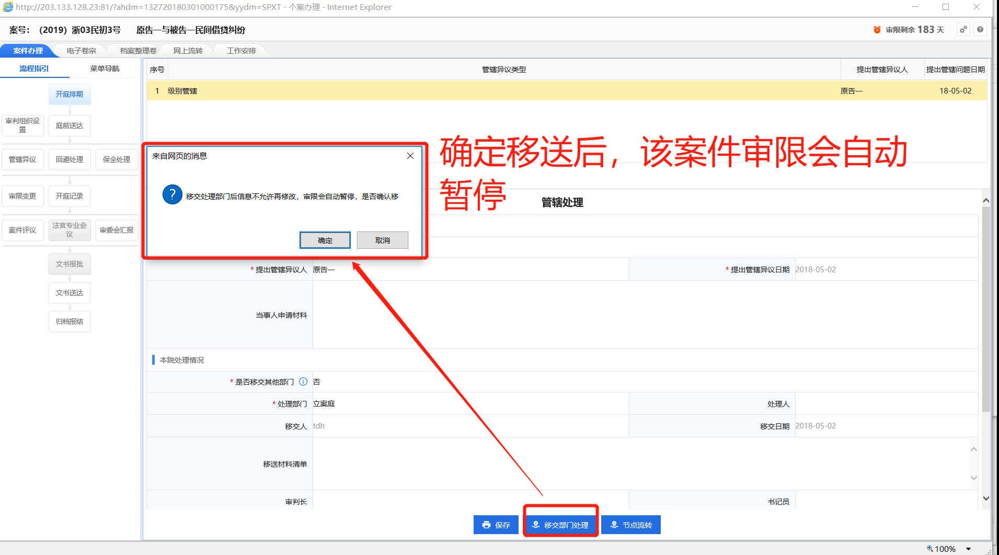 http://203.133.128.23:81/?ahdm=132720180301000175&yydm=SPXT - 个案办理 - Internet Explorer
案号：（2019）浙03民初3号 原告一与被告一民间借贷纠纷
审限剩余 183 天
案件办理 电子卷宗 档案整理卷 网上流转 工作安排
流程指引 菜单导航
开庭排期
审判组织设
置
庭前送达
管辖异议 回避处理 保全处理
审限变更 开庭记录
案件评议
法官专业会
议
审委会汇报
文书报批
文书送达
归档报结
序号 管辖异议类型 提出管辖异议人 提出管辖问题日期
1 级别管辖 原告一 18-05-02
确定移送后，该案件审限会自动
暂停
来自网页的消息
移交处理部门后信息不允许再修改，审限会自动暂停，是否确认移
确定 取消
管辖处理
* 提出管辖异议人 原告一 * 提出管辖异议日期 2018-05-02
当事人申请材料
本院处理情况
* 是否移交其他部门 否
* 处理部门 立案庭 处理人
移交人 tdh 移交日期 2018-05-02
移送材料清单
审判长 书记员
保存 移交部门处理 节点流转
100%